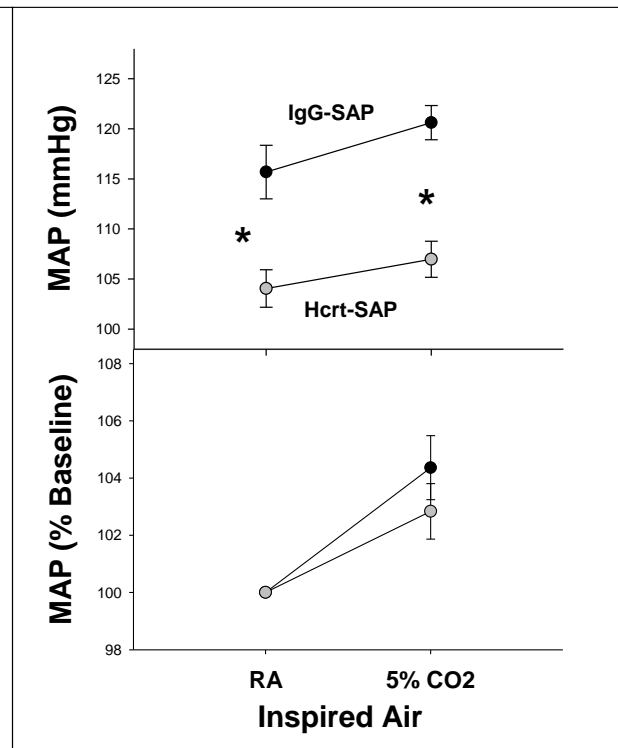 MAP (mmHg)
125
120
115
110
105
100
IgG-SAP
*
*
Hcrt-SAP
MAP (% Baseline)
108
106
104
102
100
98
RA 5% CO2
Inspired Air